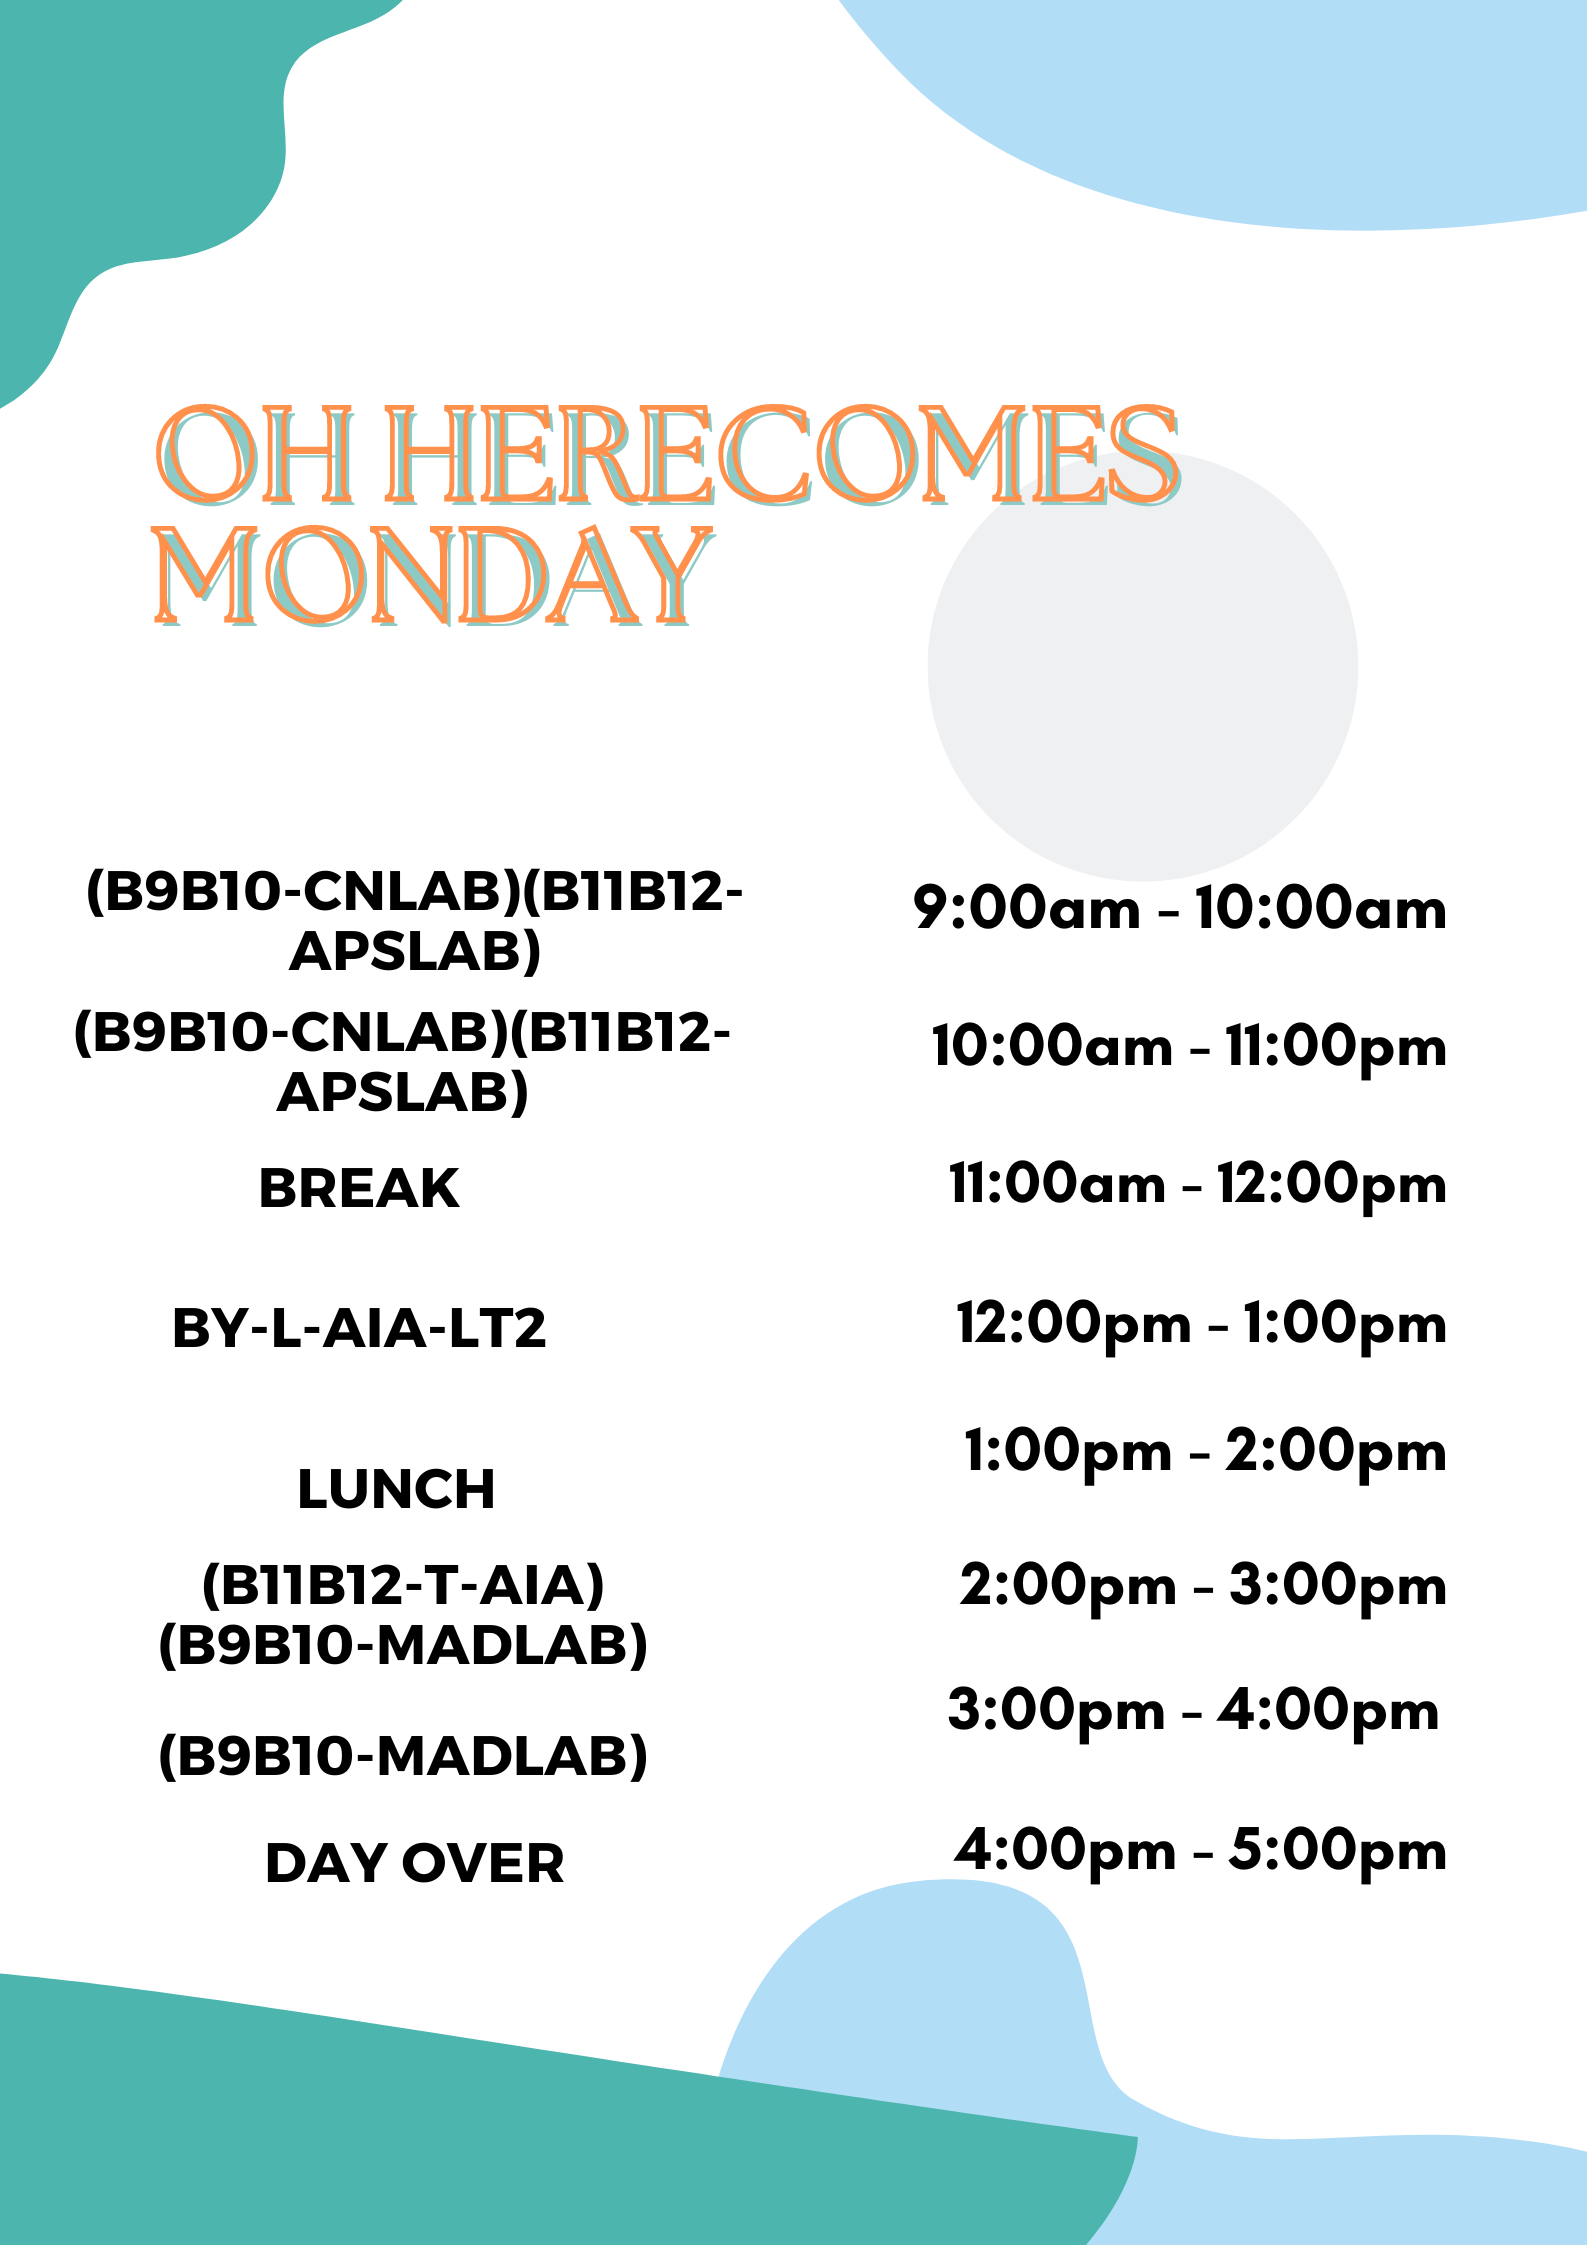 OH HERECOMES
MONDAY
(B9B10-CNLAB)(B11B12-
APSLAB)
9:00am - 10:00am
(B9B10-CNLAB)(B11B12-
APSLAB)
10:00am - 11:00pm
BREAK
11:00am - 12:00pm
BY-L-AIA-LT2
12:00pm - 1:00pm
LUNCH
1:00pm - 2:00pm
(B11B12-T-AIA)
(B9B10-MADLAB)
2:00pm - 3:00pm
(B9B10-MADLAB)
3:00pm - 4:00pm
DAY OVER
4:00pm - 5:00pm